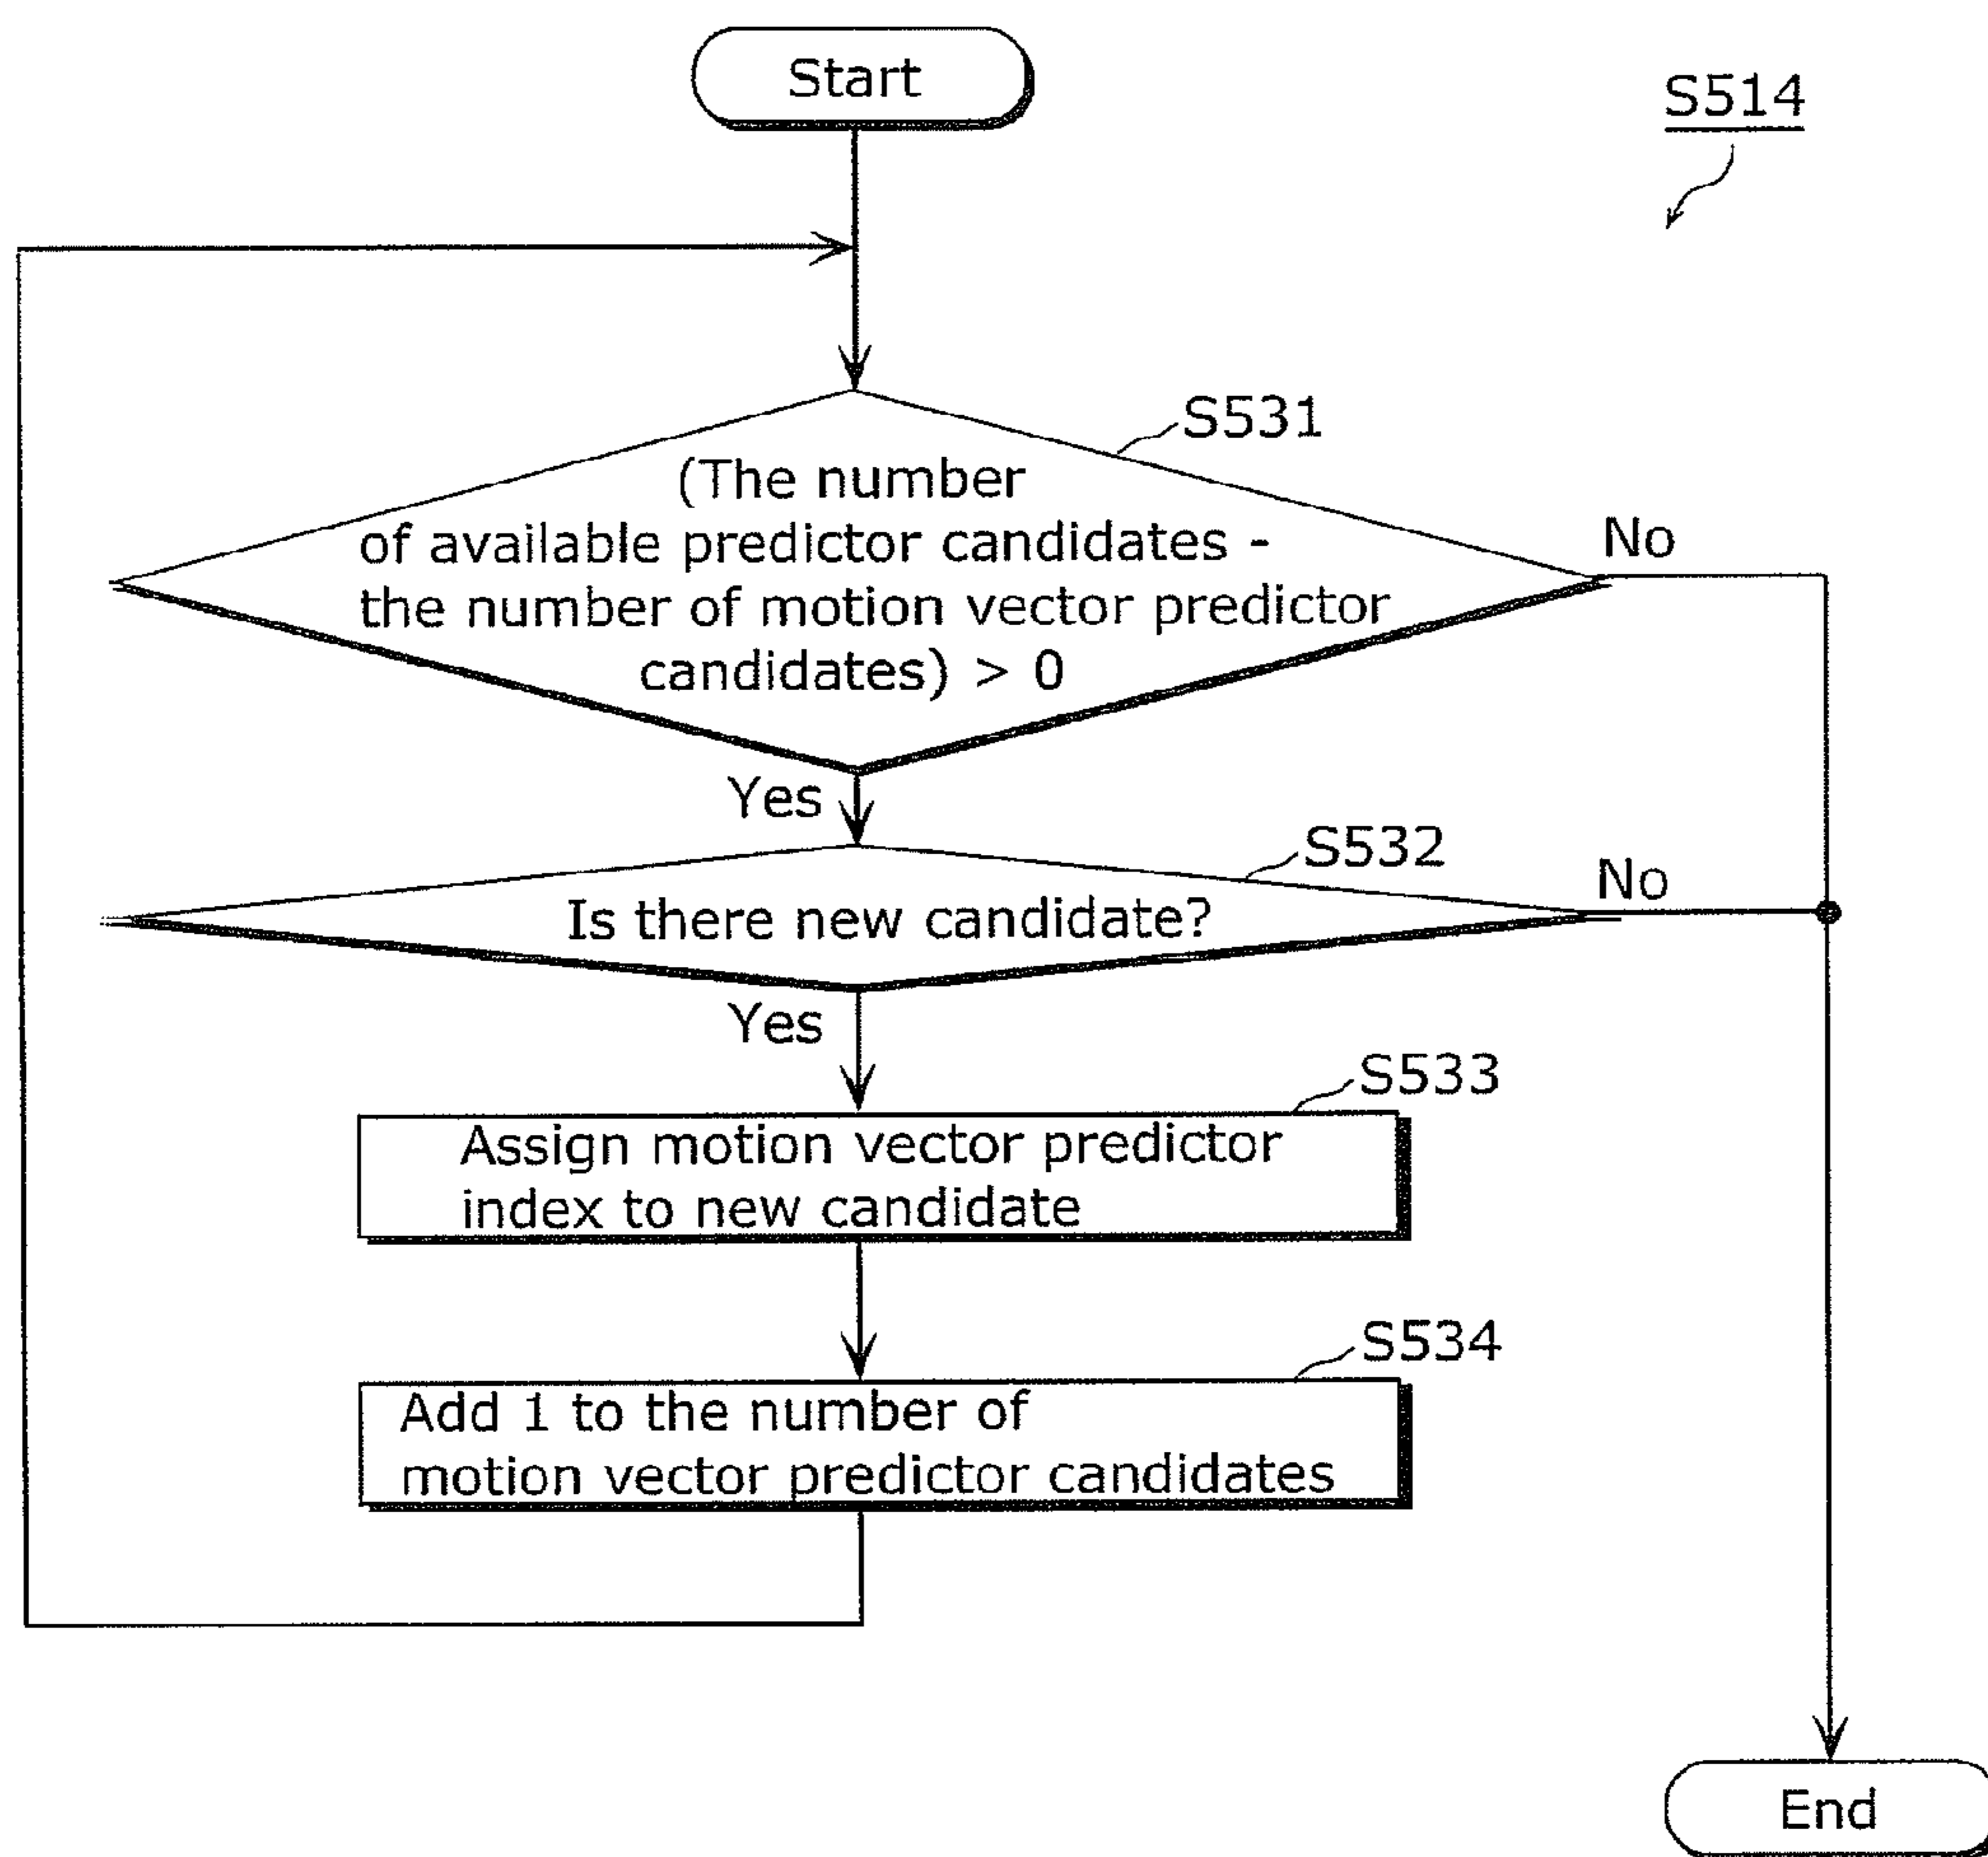 Start
S514
S531
(The number
of available predictor candidates -
the number of motion vector predictor
candidates) > 0
No
Yes
S532
No
Is there new candidate?
Yes
S533
Assign motion vector predictor
index to new candidate
S534
Add 1 to the number of
motion vector predictor candidates
End